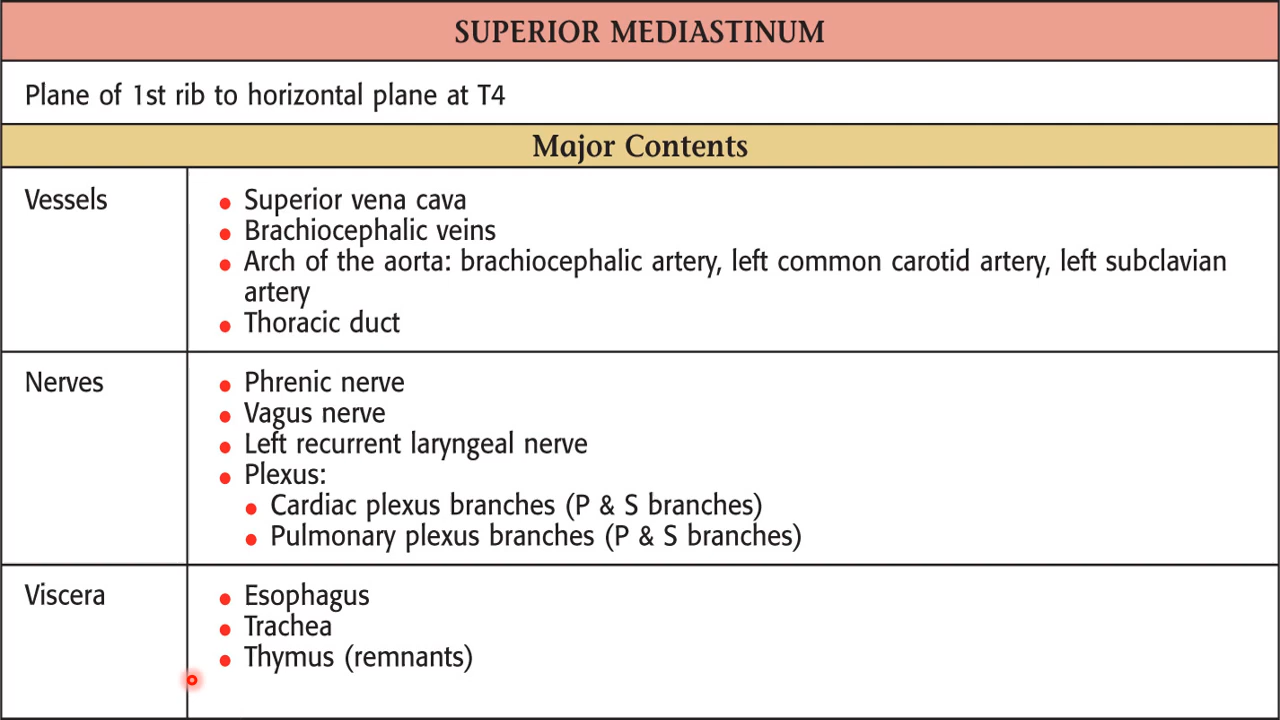 SUPERIOR MEDIASTINUM
Plane of 1st rib to horizontal plane at T4
Major Contents
Vessels
• Superior vena cava
• Brachiocephalic veins
• Arch of the aorta: brachiocephalic artery, left common carotid artery, left subclavian
artery
• Thoracic duct
Nerves
• Phrenic nerve
• Vagus nerve
• Left recurrent laryngeal nerve
• Plexus:
• Cardiac plexus branches (P & S branches)
• Pulmonary plexus branches (P & S branches)
Viscera
• Esophagus
• Trachea
• Thymus (remnants)